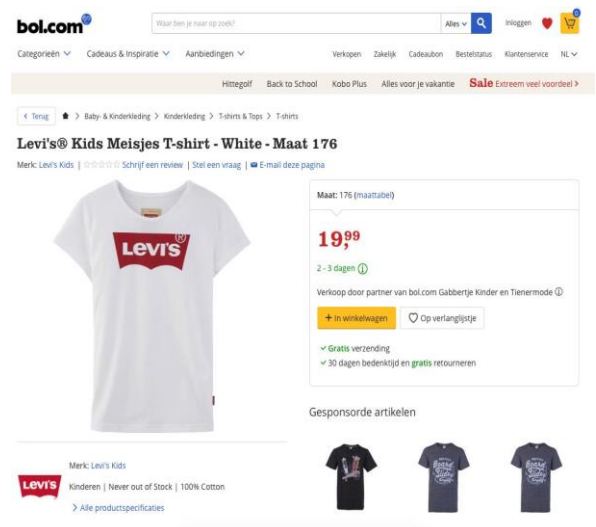 bol.com
Waar ben je naar op zoek?
Alles
Inloggen
0
Categorieën
Cadeaus & Inspiratie
Aanbiedingen
Verkopen
Zakelijk
Cadeaubon
Bestelstatus
Klantenservice
NL
Hittegolf
Back to School
Kobo Plus
Alles voor je vakantie
Sale Extreem veel voordeel >
< Terug
> Baby- & Kinderkleding > Kinderkleding > T-shirts & Tops > T-shirts
Levi's® Kids Meisjes T-shirt - White - Maat 176
Merk: Levi's Kids | Schrijf een review | Stel een vraag | E-mail deze pagina
Levi's®
Maat: 176 (maattabel)
19,99
2 - 3 dagen
Verkoop door partner van bol.com Gabbertje Kinder en Tienermode
+ In winkelwagen
Op verlanglijstje
Gratis verzending
30 dagen bedenktijd en gratis retourneren
Gesponsorde artikelen
Merk: Levi's Kids
Levi's
Kinderen | Never out of Stock | 100% Cotton
> Alle productspecificaties